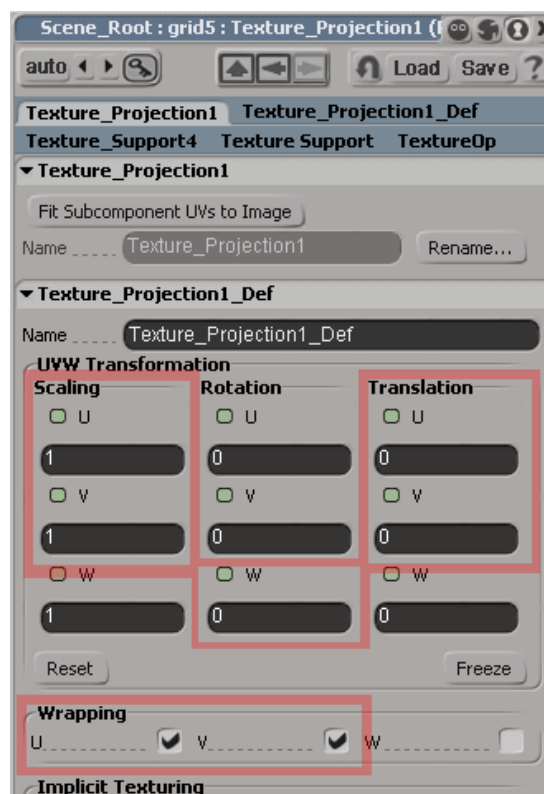 Scene_Root : grid5 : Texture_Projection1 (
auto Load Save ?
Texture_Projection1 Texture_Projection1_Def
Texture_Support4 Texture Support TextureOp
Texture_Projection1
Fit Subcomponent UVs to Image
Name Texture_Projection1 Rename...
Texture_Projection1_Def
Name Texture_Projection1_Def
UVW Transformation
Scaling Rotation Translation
U U U
1 0 0
V V V
1 0 0
W W W
1 0 0
Reset Freeze
Wrapping
U V W
Implicit Texturing